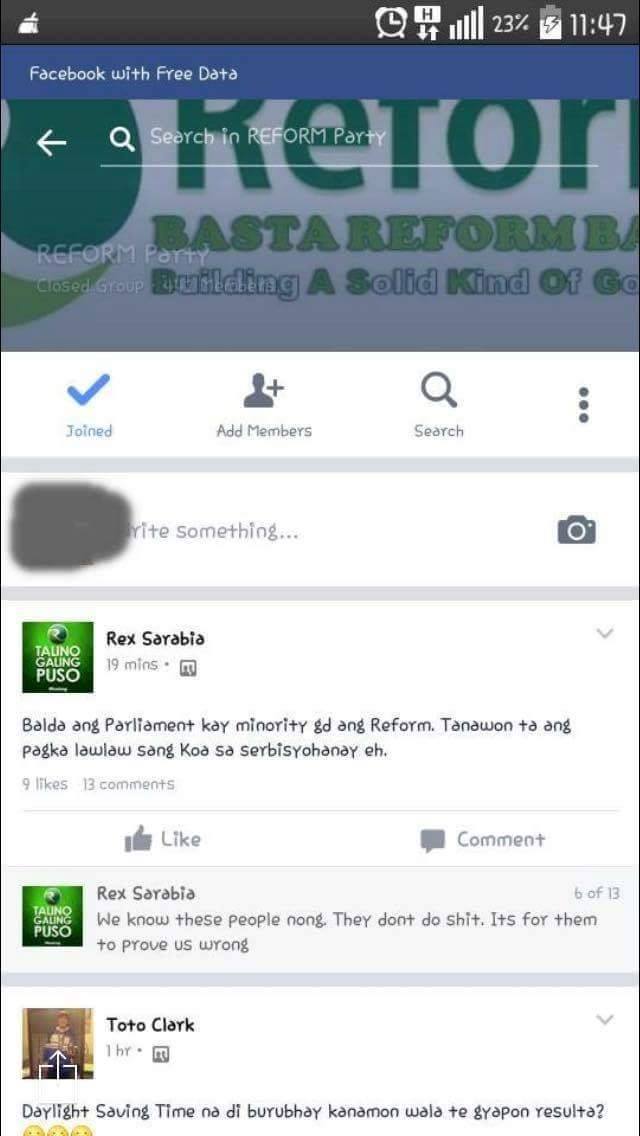 H 23% 11:47
Facebook with Free Data
Reform
Search in REFORM Party
BASTA REFORM BA
REFORM Party
Closed Group Members
Building A Solid Kind Of Go
Joined
Add Members
Search
rite something...
TALINO
GALING
PUSO
Rex Sarabia
19 mins •
Balda ang Parliament kay minority gd ang Reform. Tanawon ta ang
pagka lawlaw sang Koa sa serbisyohanay eh.
9 likes 13 comments
Like Comment
TALINO
GALING
PUSO
Rex Sarabia 6 of 13
We know these people nong. They dont do shit. Its for them
to prove us wrong
Toto Clark
1 hr •
Daylight Saving Time na di burubhay kanamon wala te gyapon resulta?